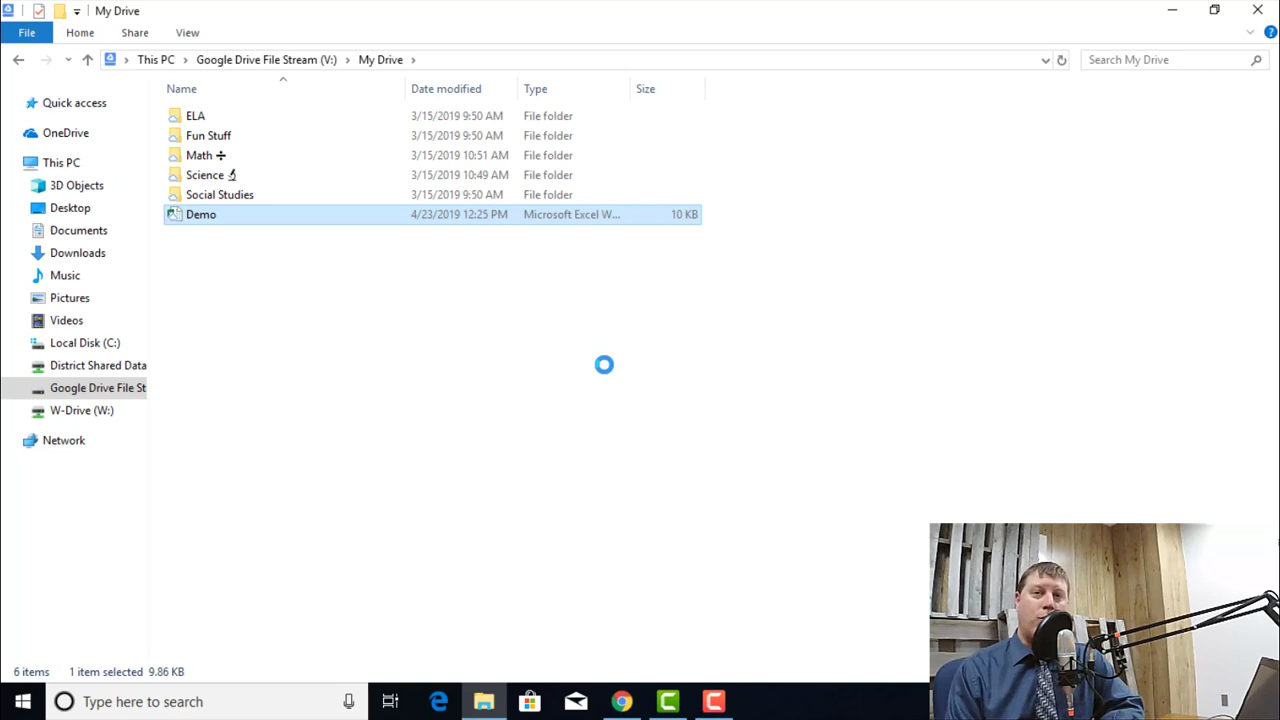 My Drive
File Home Share View
This PC Google Drive File Stream (V:) My Drive
Search My Drive
Name Date modified Type Size
Quick access
OneDrive
This PC
3D Objects
Desktop
Documents
Downloads
Music
Pictures
Videos
Local Disk (C:)
District Shared Data
Google Drive File St
W-Drive (W:)
Network
ELA 3/15/2019 9:50 AM File folder
Fun Stuff 3/15/2019 9:50 AM File folder
Math ➗ 3/15/2019 10:51 AM File folder
Science 🔬 3/15/2019 10:49 AM File folder
Social Studies 3/15/2019 9:50 AM File folder
Demo 4/23/2019 12:25 PM Microsoft Excel W... 10 KB
6 items 1 item selected 9.86 KB
Type here to search